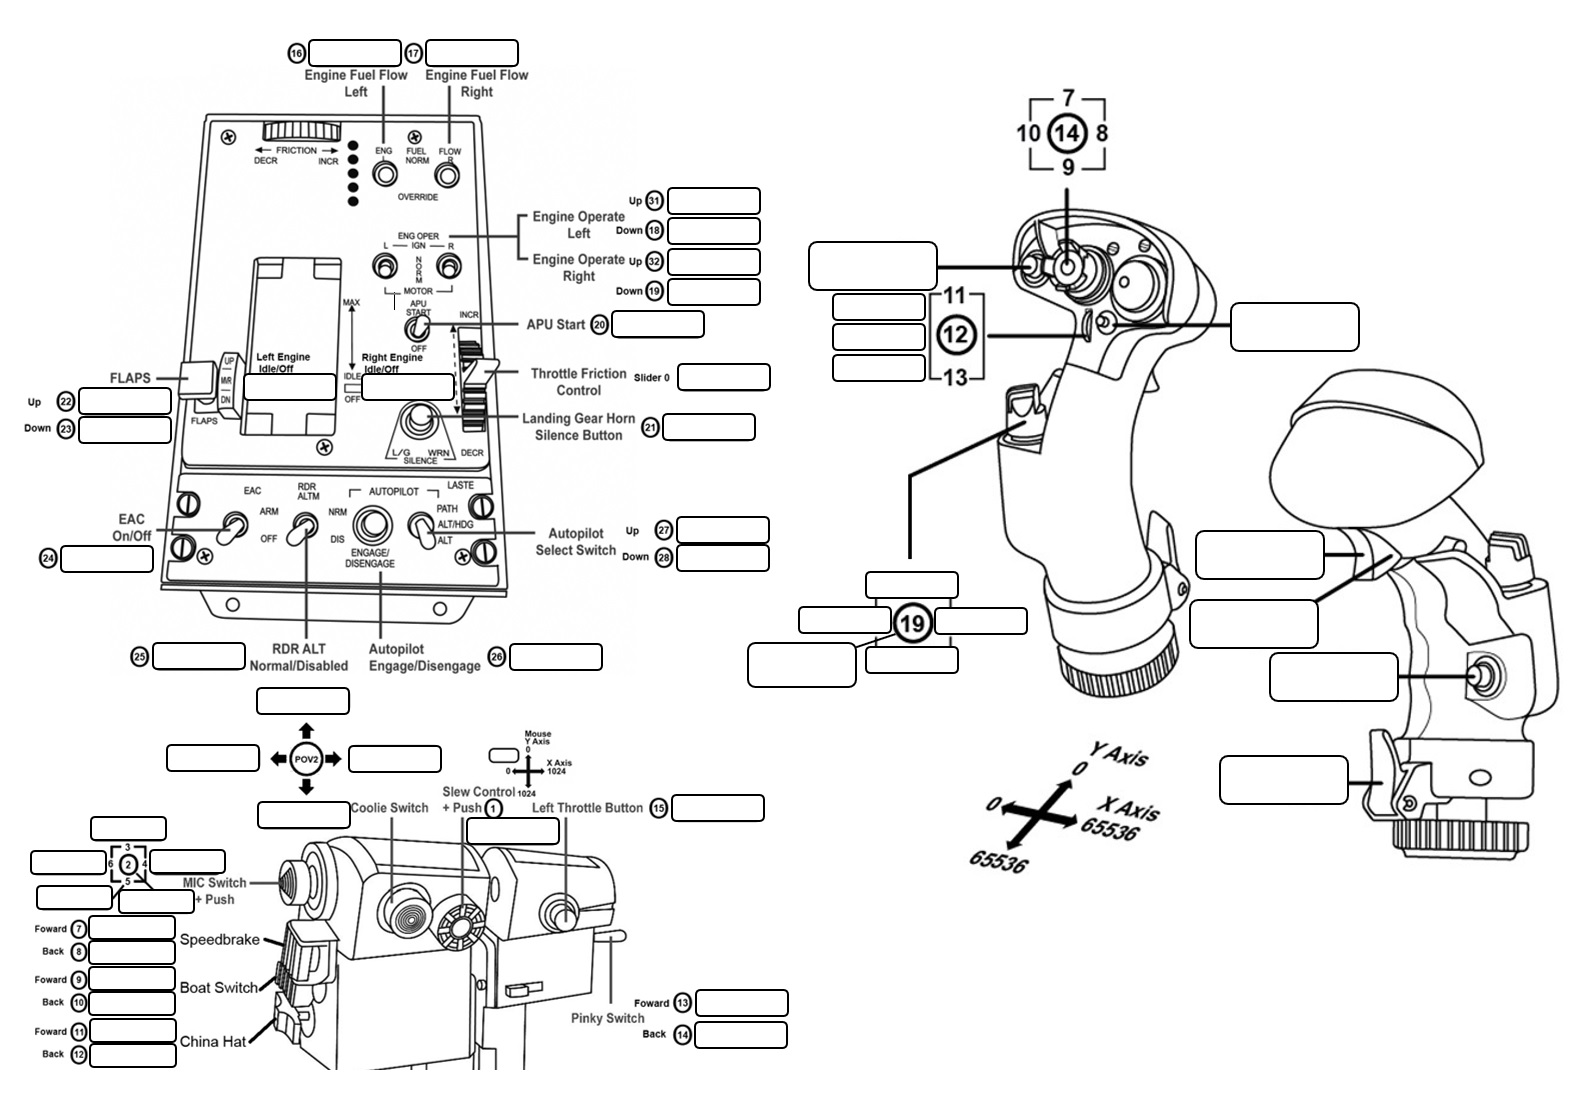 16
17
Engine Fuel Flow
Left
Engine Fuel Flow
Right
FRICTION
DECR
INCR
ENG
L
FUEL
NORM
FLOW
R
OVERRIDE
ENG OPER
L
IGN
R
NORM
MOTOR
APU
START
OFF
INCR
MAX
IDLE
OFF
Left Engine
Idle/Off
Right Engine
Idle/Off
UP
MVR
DN
FLAPS
L/G
WRN
SILENCE
DECR
Engine Operate
Left
Up 31
Down 18
Engine Operate
Right
Up 32
Down 19
APU Start 20
Throttle Friction
Control
Slider 0
Landing Gear Horn
Silence Button
21
FLAPS
Up 22
Down 23
EAC
ARM
OFF
RDR
ALTM
NRM
DIS
AUTOPILOT
ENGAGE/
DISENGAGE
LASTE
PATH
ALT/HDG
ALT
EAC
On/Off
24
Autopilot
Select Switch
Up 27
Down 28
25
RDR ALT
Normal/Disabled
Autopilot
Engage/Disengage
26
POV2
Coolie Switch
Mouse
Y Axis
0
X Axis
0
1024
1024
Slew Control
+ Push 1
Left Throttle Button 15
3
6 2 4
5
MIC Switch
+ Push
Foward 7
Back 8
Speedbrake
Foward 9
Back 10
Boat Switch
Foward 11
Back 12
China Hat
Pinky Switch
Foward 13
Back 14
7
10 14 8
9
11
12
13
19
Y Axis
0
0
X Axis
65536
65536